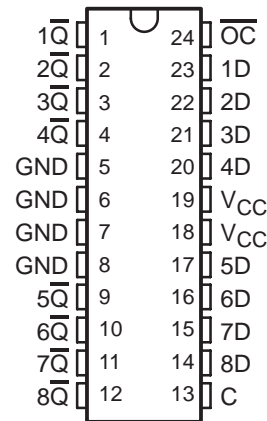 1Q̅ 1 24 O̅C̅
2Q̅ 2 23 1D
3Q̅ 3 22 2D
4Q̅ 4 21 3D
GND 5 20 4D
GND 6 19 VCC
GND 7 18 VCC
GND 8 17 5D
5Q̅ 9 16 6D
6Q̅ 10 15 7D
7Q̅ 11 14 8D
8Q̅ 12 13 C